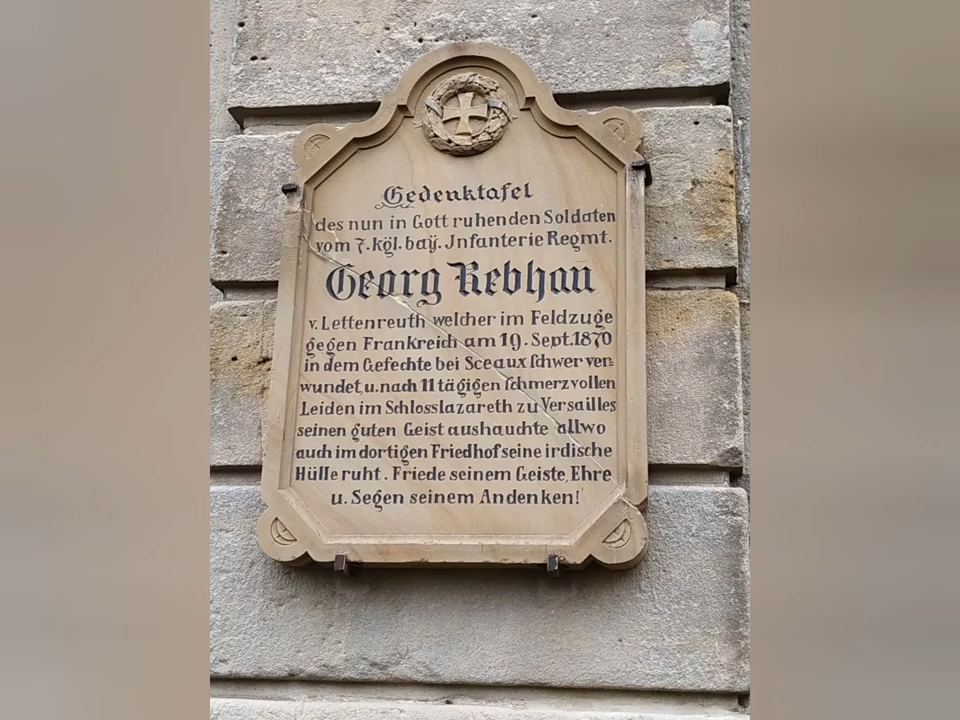 Gedenktafel
des nun in Gott ruhenden Soldaten
vom 7. kgl. baÿ. Jnfanterie Regmt.
Georg Rebhan
v. Lettenreuth welcher im Feldzuge
gegen Frankreich am 19. Sept. 1870
in dem Gefechte bei Sceaux schwer ver=
wundet, u. nach 11 tägigen schmerzvollen
Leiden im Schlosslazareth zu Versailles
seinen guten Geist aushauchte allwo
auch im dortigen Friedhof seine irdische
Hülle ruht. Friede seinem Geiste, Ehre
u. Segen seinem Andenken!